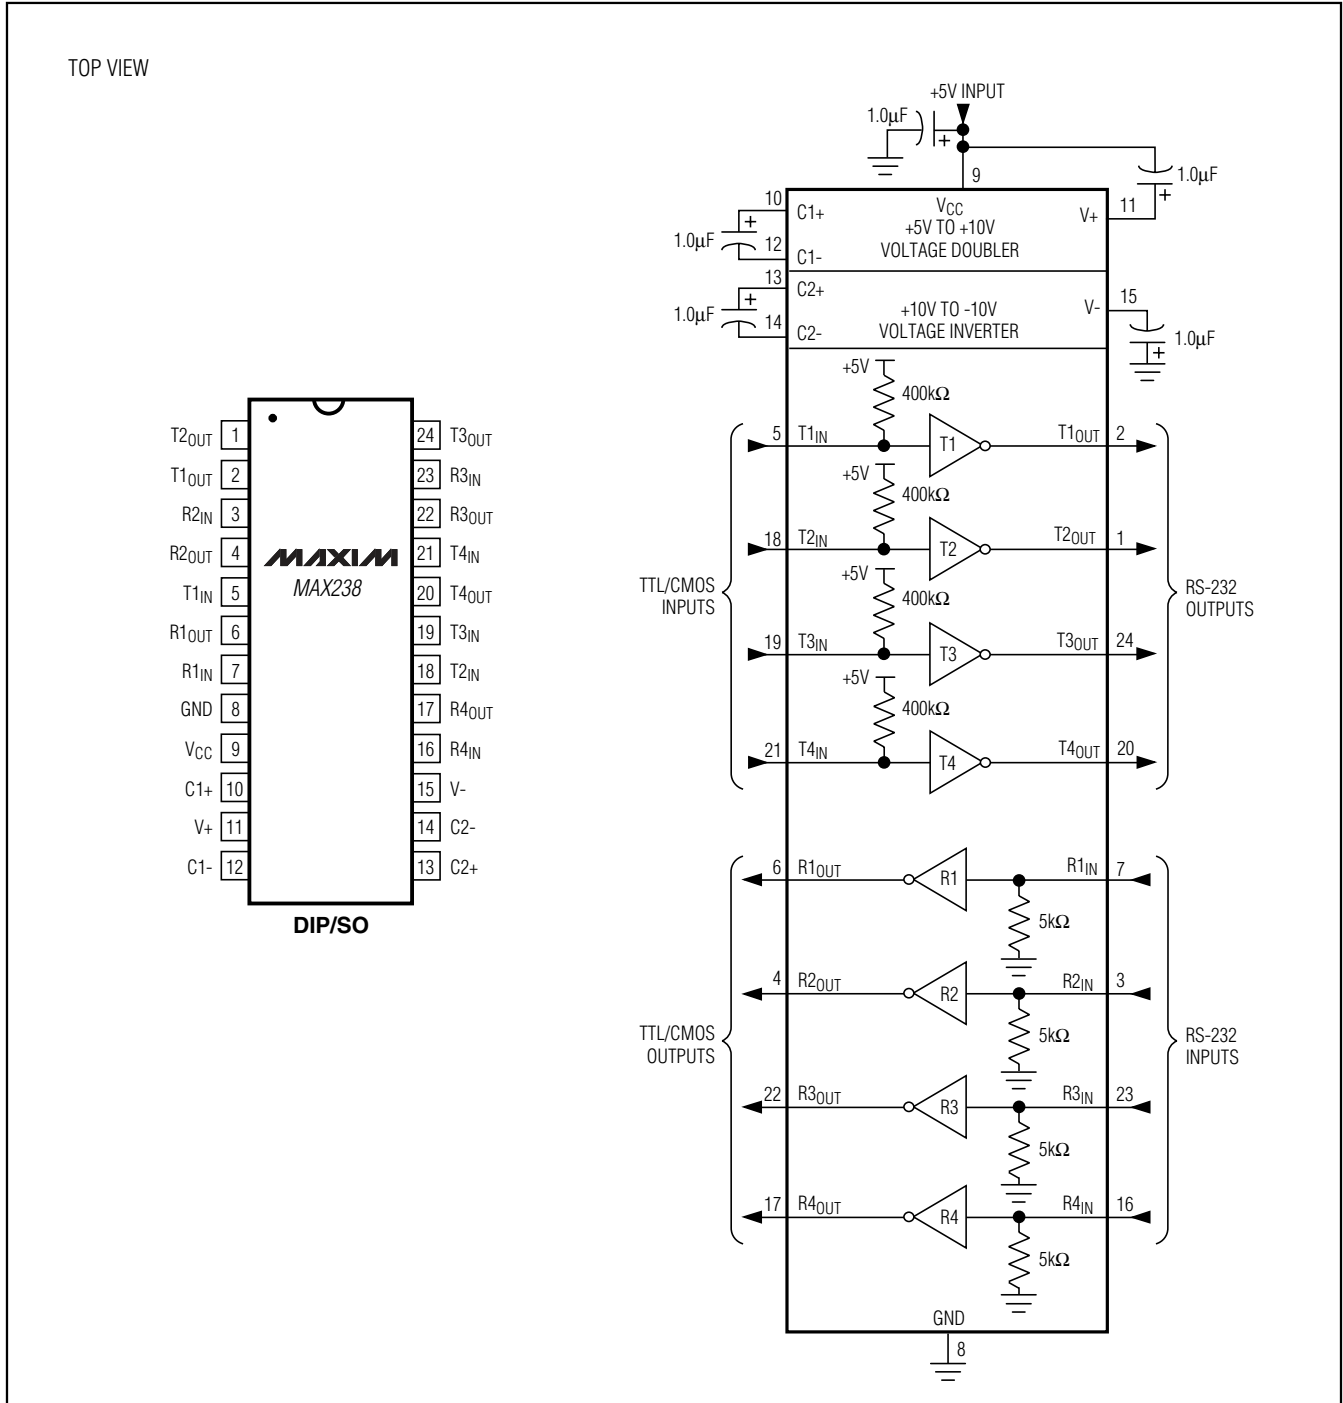 TOP VIEW
T2OUT 1
T1OUT 2
R2IN 3
R2OUT 4
T1IN 5
R1OUT 6
R1IN 7
GND 8
VCC 9
C1+ 10
V+ 11
C1- 12
MAXIM
MAX238
24 T3OUT
23 R3IN
22 R3OUT
21 T4IN
20 T4OUT
19 T3IN
18 T2IN
17 R4OUT
16 R4IN
15 V-
14 C2-
13 C2+
DIP/SO
+5V INPUT
1.0µF
+
9
1.0µF
+
10 C1+
1.0µF
+
12 C1-
VCC
+5V TO +10V
VOLTAGE DOUBLER
V+ 11
13 C2+
1.0µF
+
14 C2-
+10V TO -10V
VOLTAGE INVERTER
V- 15
1.0µF
+
TTL/CMOS
INPUTS
+5V
400kΩ
5 T1IN T1 T1OUT 2
+5V
400kΩ
18 T2IN T2 T2OUT 1
+5V
400kΩ
19 T3IN T3 T3OUT 24
+5V
400kΩ
21 T4IN T4 T4OUT 20
RS-232
OUTPUTS
TTL/CMOS
OUTPUTS
6 R1OUT R1 R1IN 7
5kΩ
4 R2OUT R2 R2IN 3
5kΩ
22 R3OUT R3 R3IN 23
5kΩ
17 R4OUT R4 R4IN 16
5kΩ
RS-232
INPUTS
GND
8